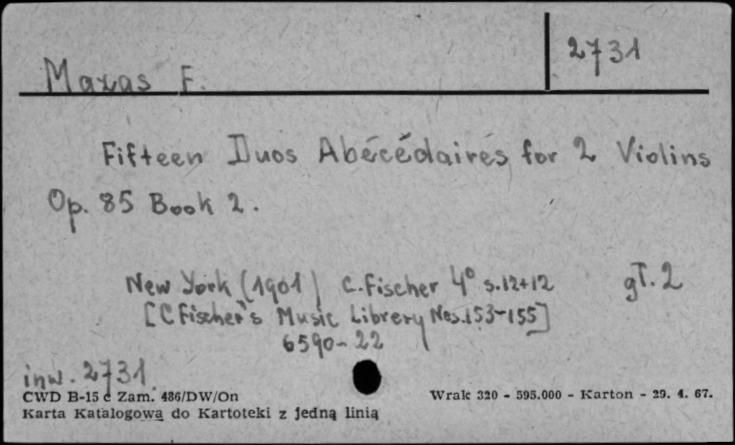 Mazas F. 2731
Fifteen Duos Abécédaires for 2 Violins
Op. 85 Book 2.
New York (1901) C. Fischer 4° s. 12+12 gł. 2
[C Fischer's Music Library Nes. 153-155]
6590-22
inw. 2731
CWD B-15 c Zam. 486/DW/On Wrak 320 - 595.000 - Karton - 29. 4. 67.
Karta Katalogowa do Kartoteki z jedną linią